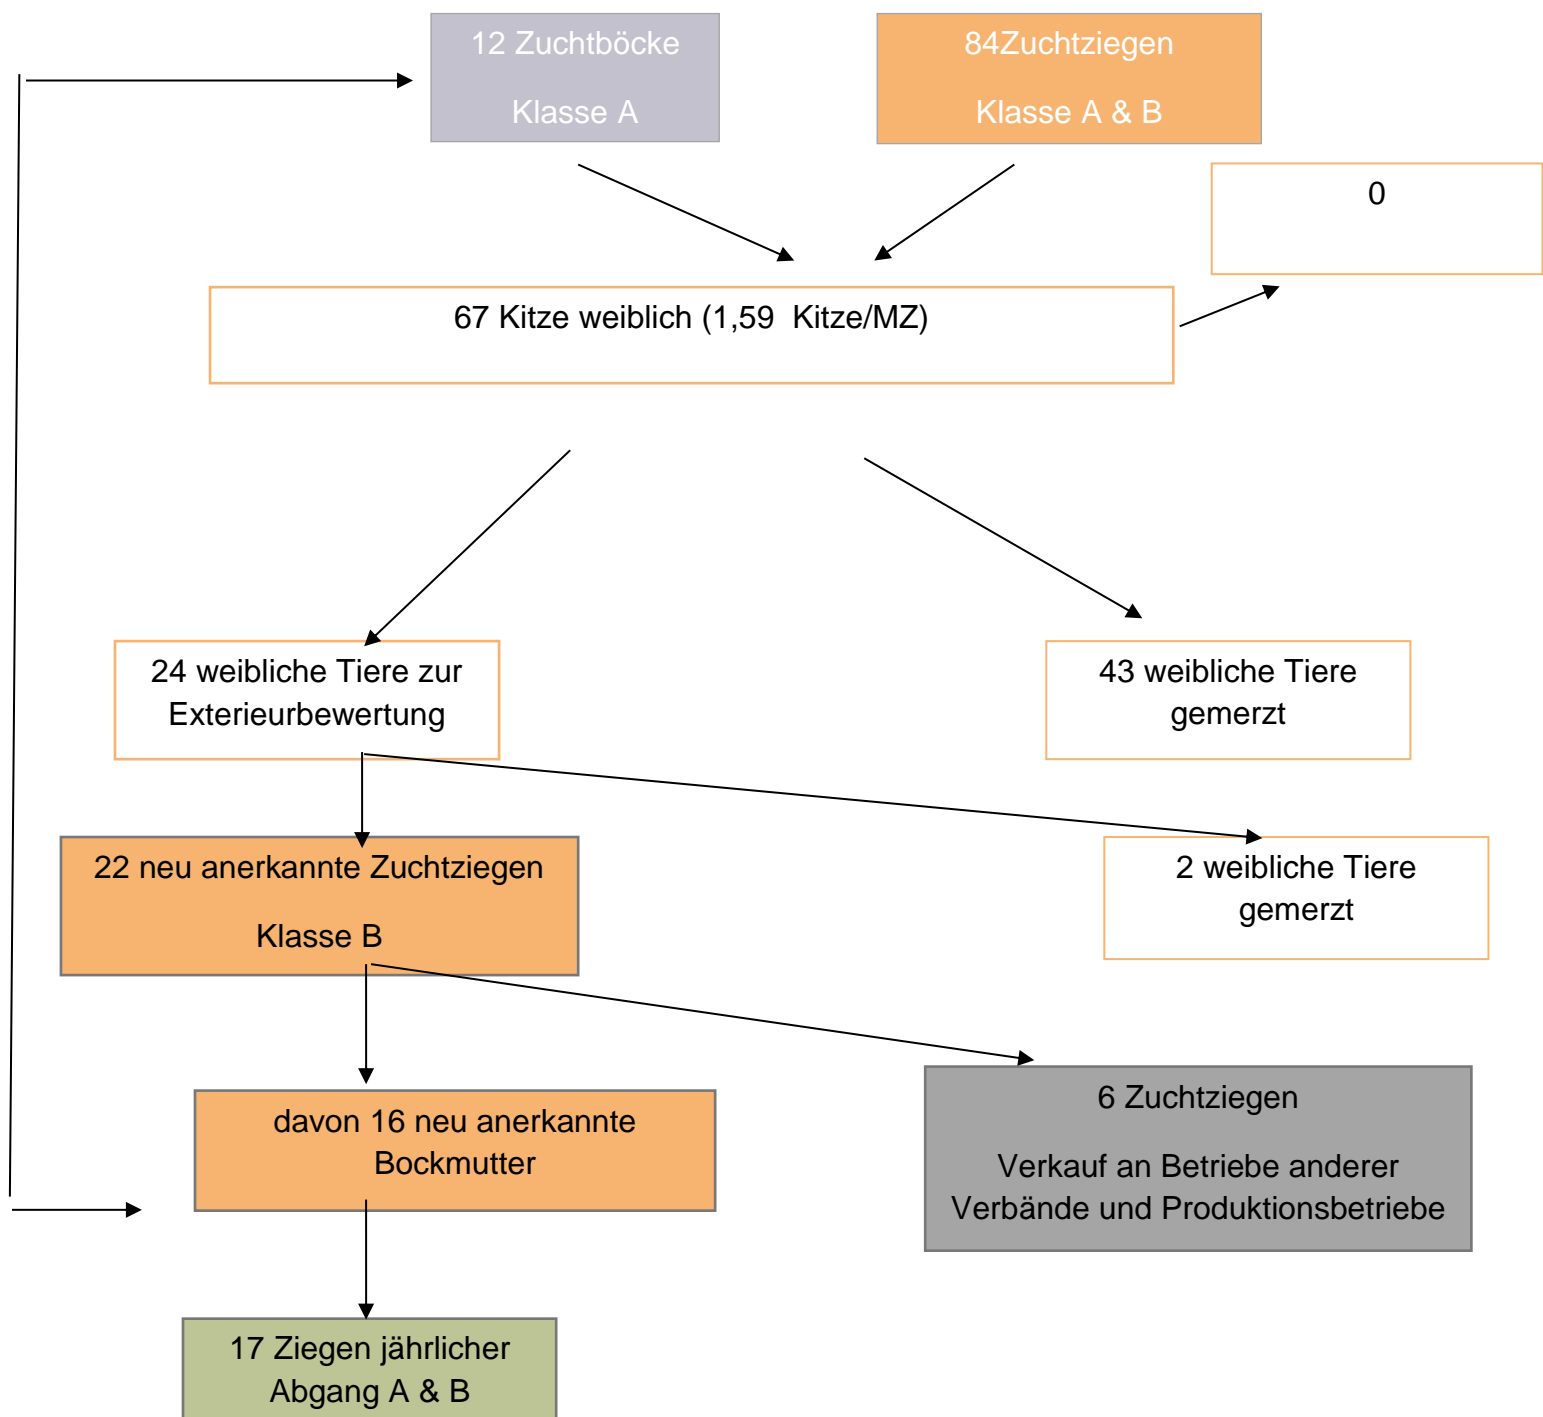 12 Zuchtböcke
Klasse A
84Zuchtziegen
Klasse A & B
0
67 Kitze weiblich (1,59  Kitze/MZ)
24 weibliche Tiere zur
Exterieurbewertung
43 weibliche Tiere
gemerzt
22 neu anerkannte Zuchtziegen
Klasse B
2 weibliche Tiere
gemerzt
davon 16 neu anerkannte
Bockmutter
6 Zuchtziegen
Verkauf an Betriebe anderer
Verbände und Produktionsbetriebe
17 Ziegen jährlicher
Abgang A & B